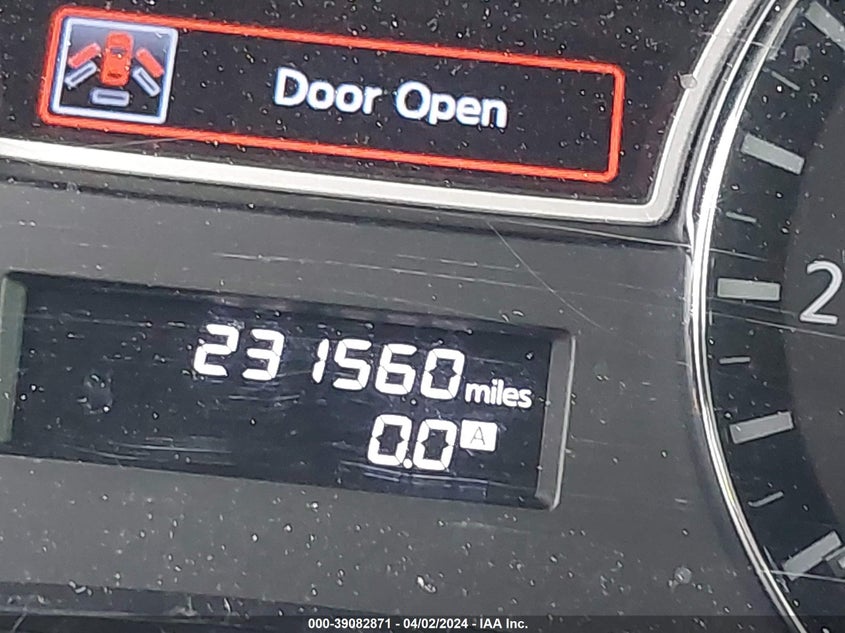 Door Open
2
231560 miles
0.0 A
000-39082871 - 04/02/2024 - IAA Inc.